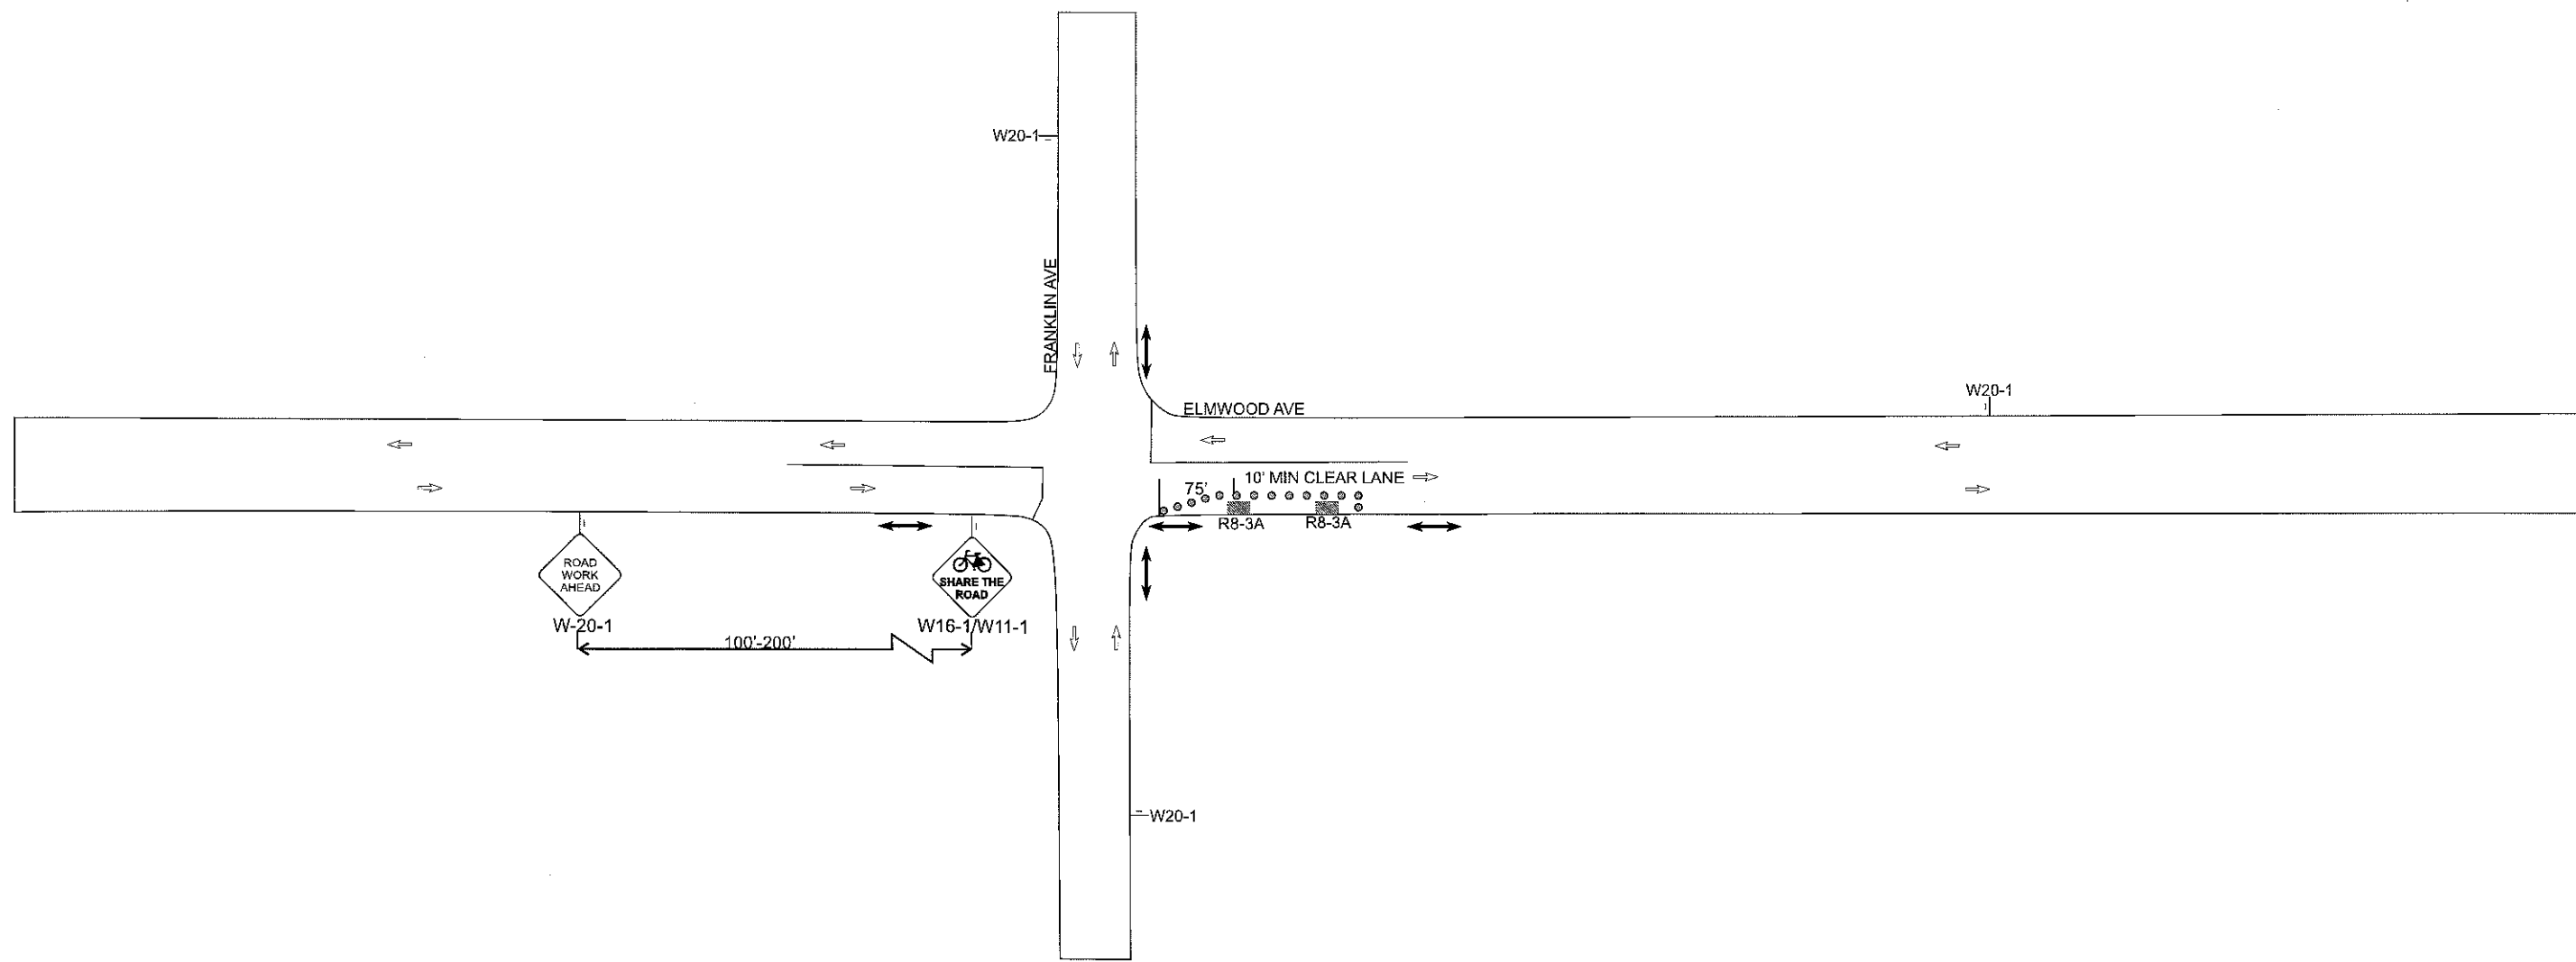 W20-1
FRANKLIN AVE
W20-1
ELMWOOD AVE
10' MIN CLEAR LANE
75'
R8-3A
R8-3A
ROAD
WORK
AHEAD
SHARE THE
ROAD
W-20-1
W16-1/W11-1
100'-200'
W20-1